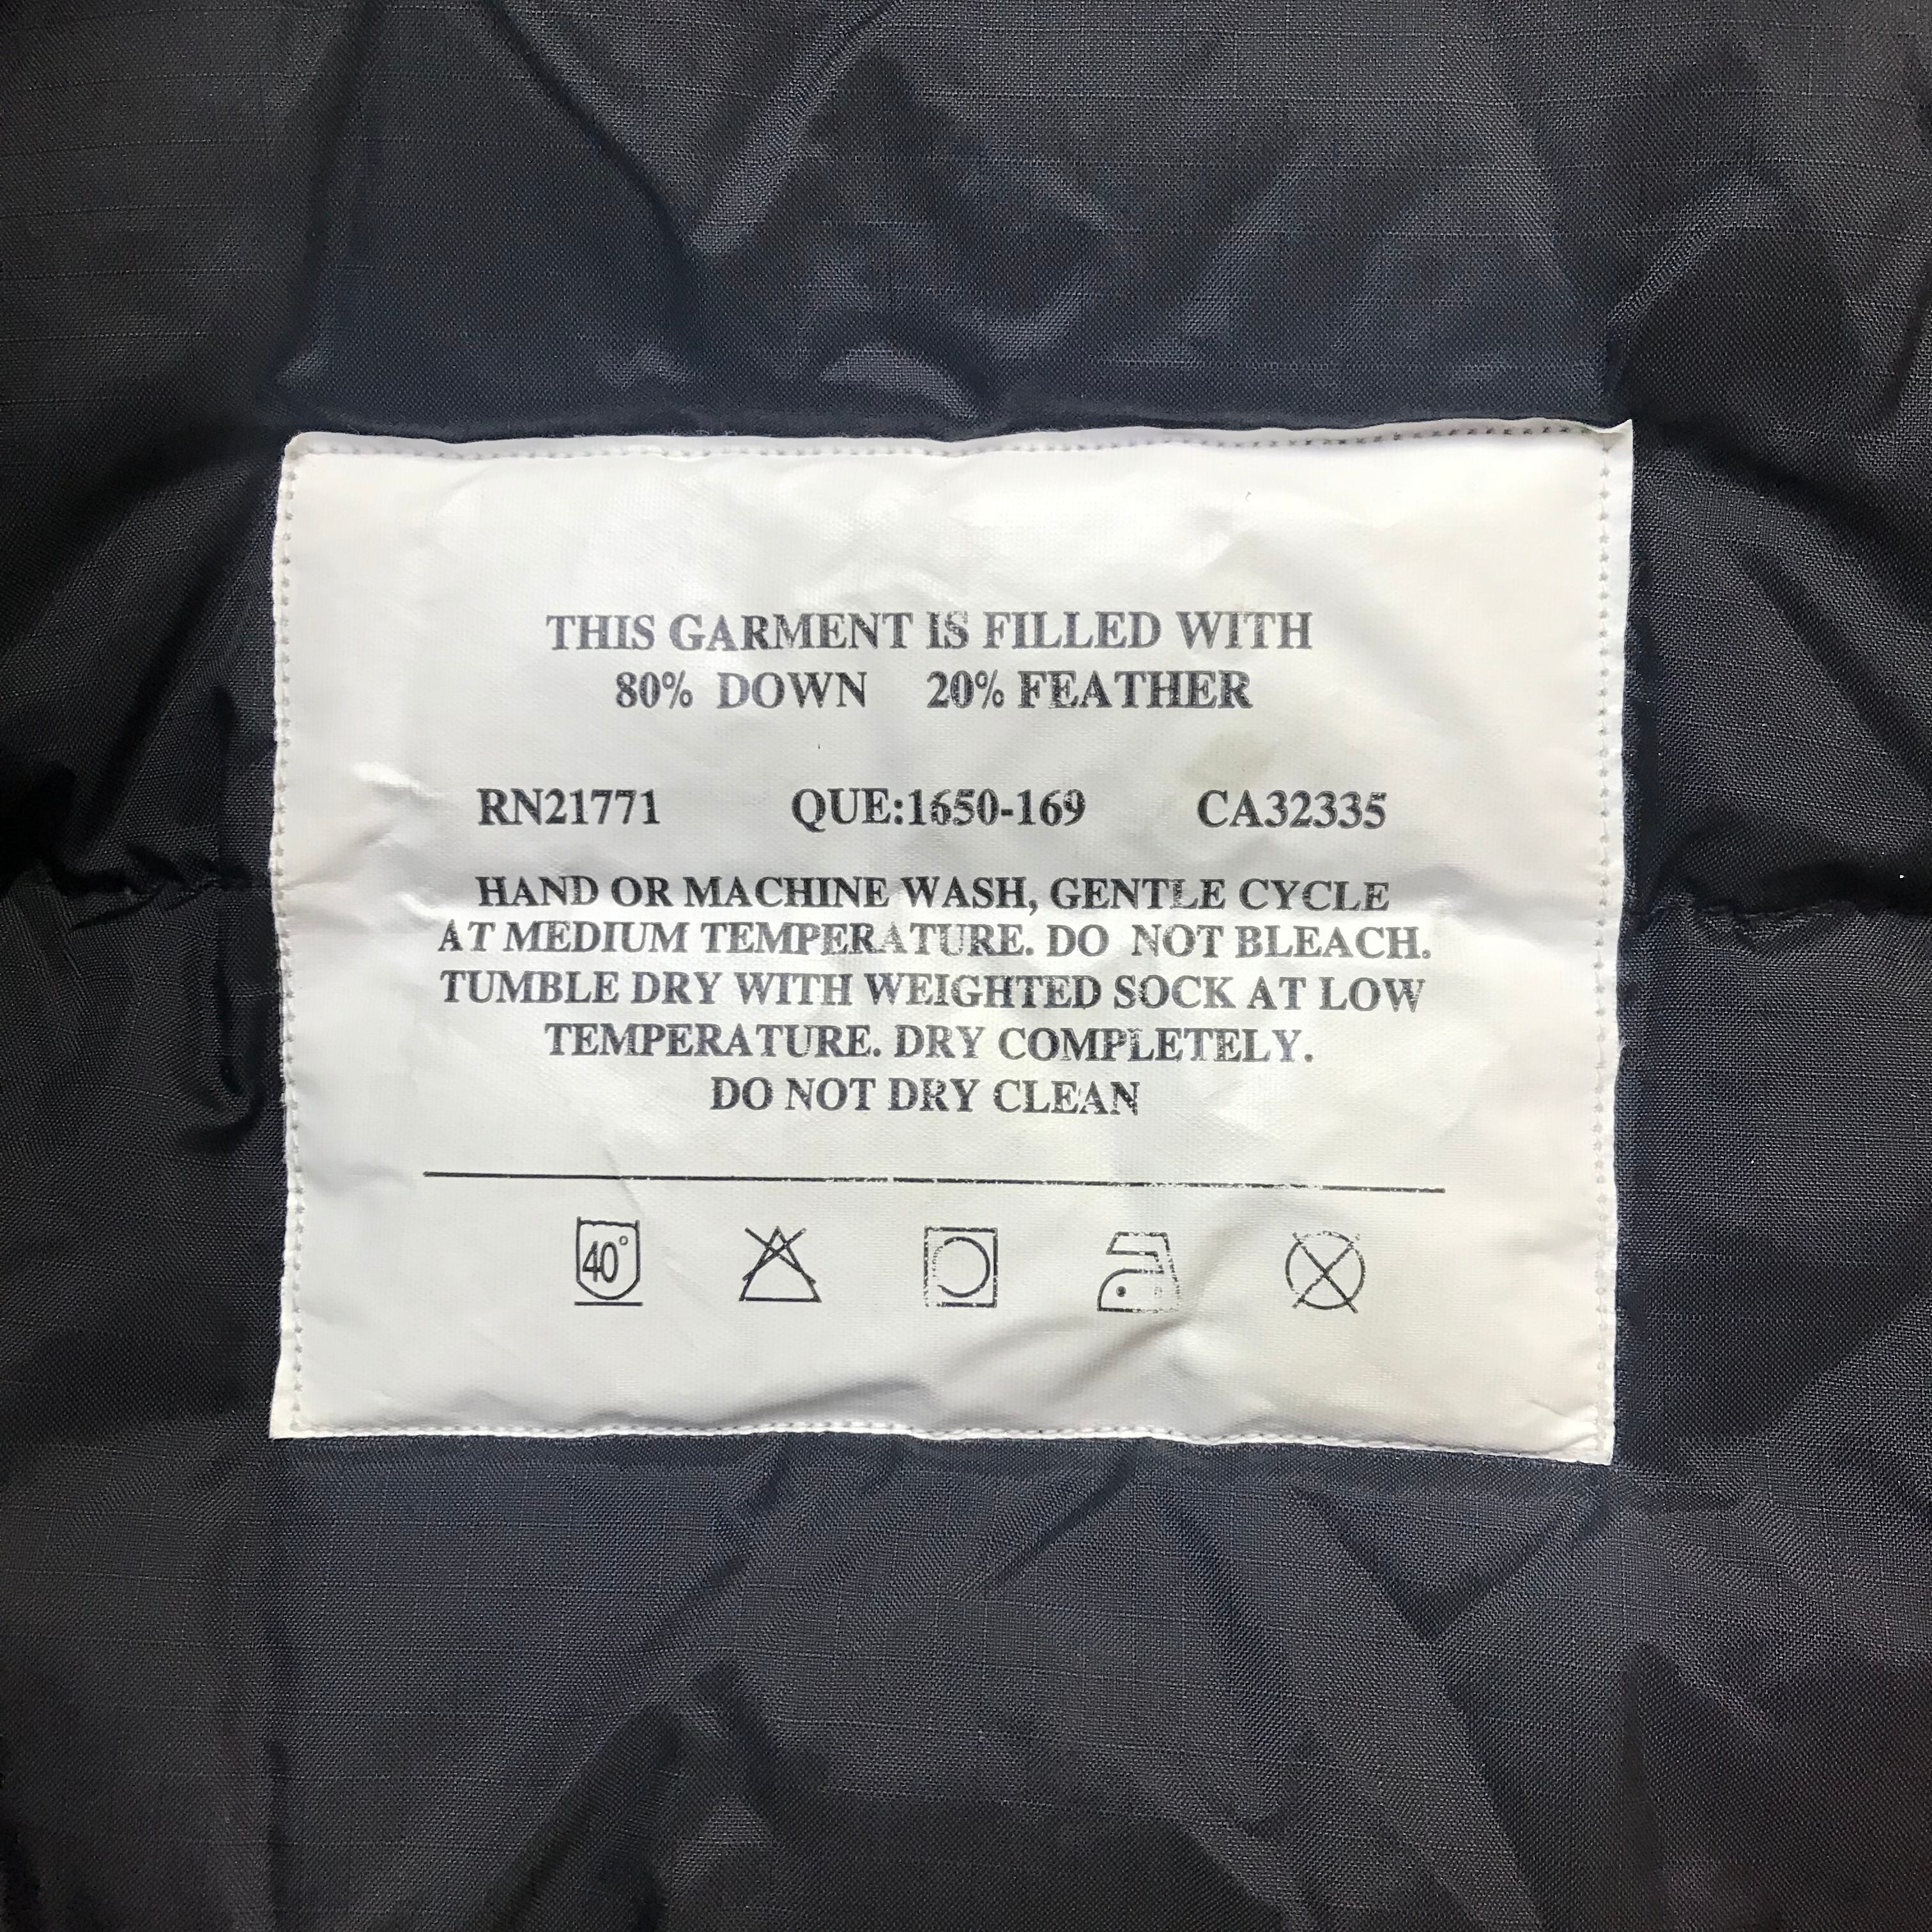 THIS GARMENT IS FILLED WITH
80% DOWN 20% FEATHER
RN21771 QUE:1650-169 CA32335
HAND OR MACHINE WASH, GENTLE CYCLE
AT MEDIUM TEMPERATURE. DO NOT BLEACH.
TUMBLE DRY WITH WEIGHTED SOCK AT LOW
TEMPERATURE. DRY COMPLETELY.
DO NOT DRY CLEAN
40°